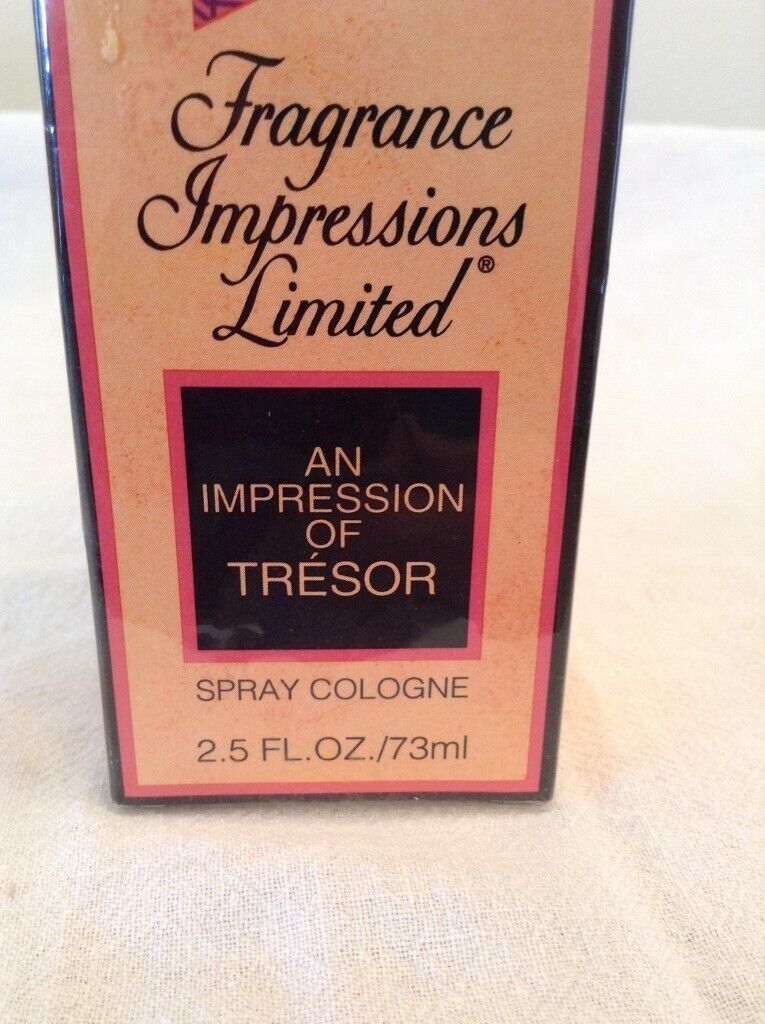 Fragrance
Impressions
Limited®
AN
IMPRESSION
OF
TRÉSOR
SPRAY COLOGNE
2.5 FL.OZ./73ml